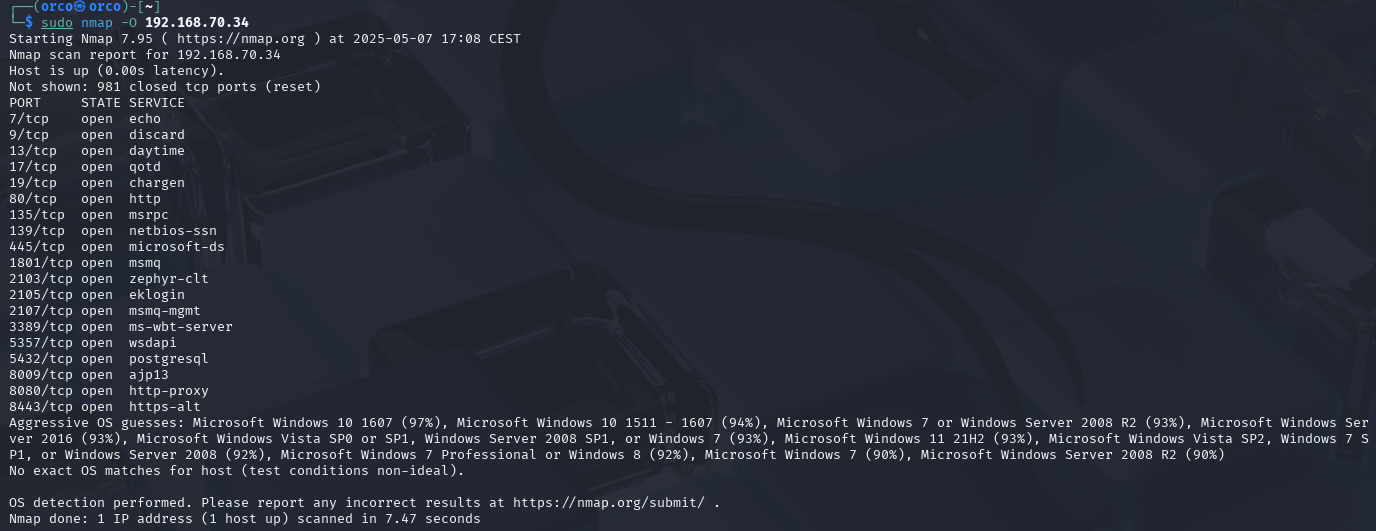 ┌──(orco㉿orco)-[~]
└─$ sudo nmap -O 192.168.70.34
Starting Nmap 7.95 ( https://nmap.org ) at 2025-05-07 17:08 CEST
Nmap scan report for 192.168.70.34
Host is up (0.00s latency).
Not shown: 981 closed tcp ports (reset)
PORT     STATE SERVICE
7/tcp    open  echo
9/tcp    open  discard
13/tcp   open  daytime
17/tcp   open  qotd
19/tcp   open  chargen
80/tcp   open  http
135/tcp  open  msrpc
139/tcp  open  netbios-ssn
445/tcp  open  microsoft-ds
1801/tcp open  msmq
2103/tcp open  zephyr-clt
2105/tcp open  eklogin
2107/tcp open  msmq-mgmt
3389/tcp open  ms-wbt-server
5357/tcp open  wsdapi
5432/tcp open  postgresql
8009/tcp open  ajp13
8080/tcp open  http-proxy
8443/tcp open  https-alt
Aggressive OS guesses: Microsoft Windows 10 1607 (97%), Microsoft Windows 10 1511 - 1607 (94%), Microsoft Windows 7 or Windows Server 2008 R2 (93%), Microsoft Windows Ser
ver 2016 (93%), Microsoft Windows Vista SP0 or SP1, Windows Server 2008 SP1, or Windows 7 (93%), Microsoft Windows 11 21H2 (93%), Microsoft Windows Vista SP2, Windows 7 S
P1, or Windows Server 2008 (92%), Microsoft Windows 7 Professional or Windows 8 (92%), Microsoft Windows 7 (90%), Microsoft Windows Server 2008 R2 (90%)
No exact OS matches for host (test conditions non-ideal).

OS detection performed. Please report any incorrect results at https://nmap.org/submit/ .
Nmap done: 1 IP address (1 host up) scanned in 7.47 seconds